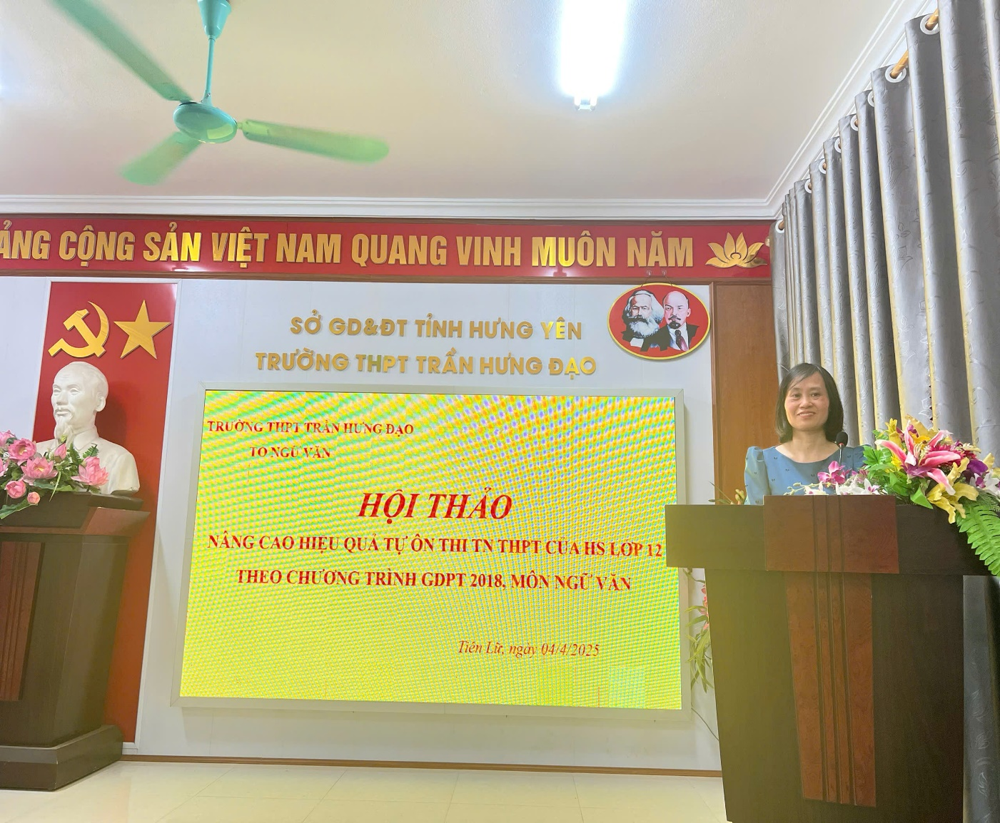 ẢNG CỘNG SẢN VIỆT NAM QUANG VINH MUÔN NĂM
SỞ GD&ĐT TỈNH HƯNG YÊN
TRƯỜNG THPT TRẦN HƯNG ĐẠO
TRƯỜNG THPT TRẦN HƯNG ĐẠO
TỔ NGỮ VĂN
HỘI THẢO
NÂNG CAO HIỆU QUẢ TỰ ÔN THI TN THPT CỦA HS LỚP 12
THEO CHƯƠNG TRÌNH GDPT 2018, MÔN NGỮ VĂN
Tiên Lữ, ngày 04/4/2025